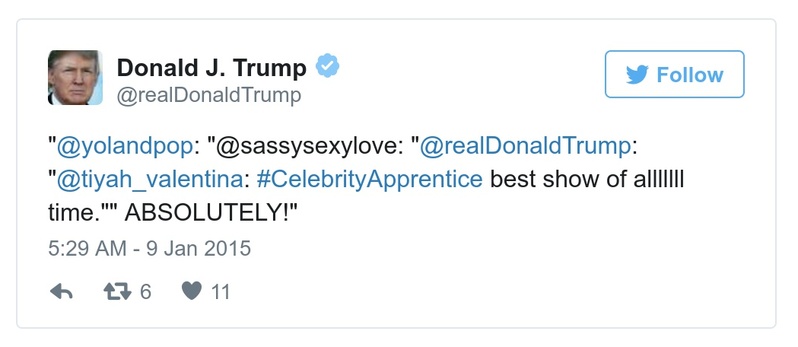 Donald J. Trump
@realDonaldTrump
Follow
"@yolandpop: "@sassysexylove: "@realDonaldTrump:
"@tiyah_valentina: #CelebrityApprentice best show of alllllll
time."" ABSOLUTELY!"
5:29 AM - 9 Jan 2015
6 11